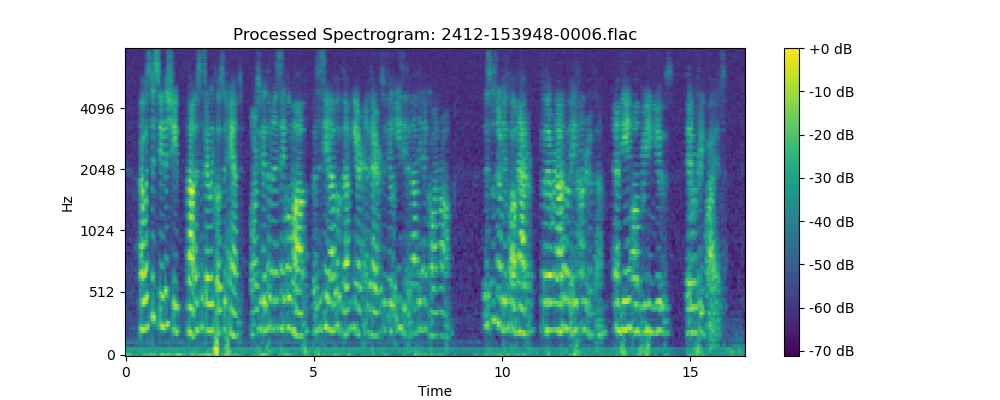 Processed Spectrogram: 2412-153948-0006.flac
Hz
4096
2048
1024
512
0
0 5 10 15
Time
+0 dB
-10 dB
-20 dB
-30 dB
-40 dB
-50 dB
-60 dB
-70 dB